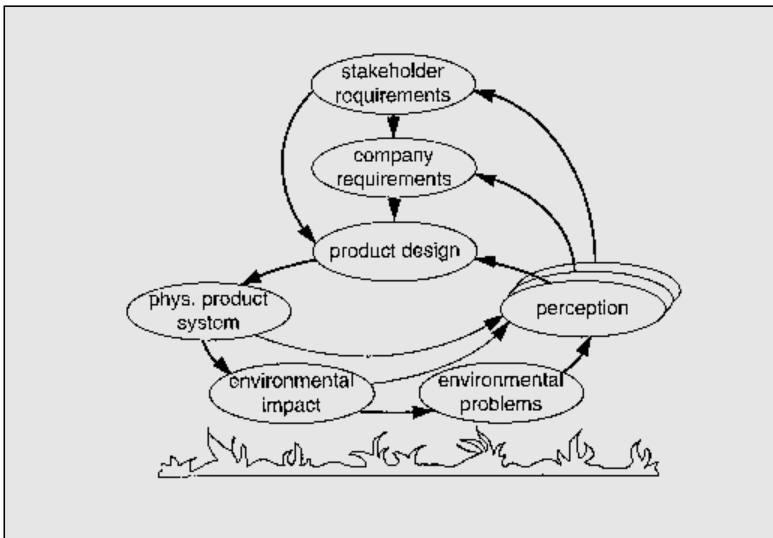 stakeholder
requirements
company
requirements
product design
phys. product
system
perception
environmental
impact
environmental
problems